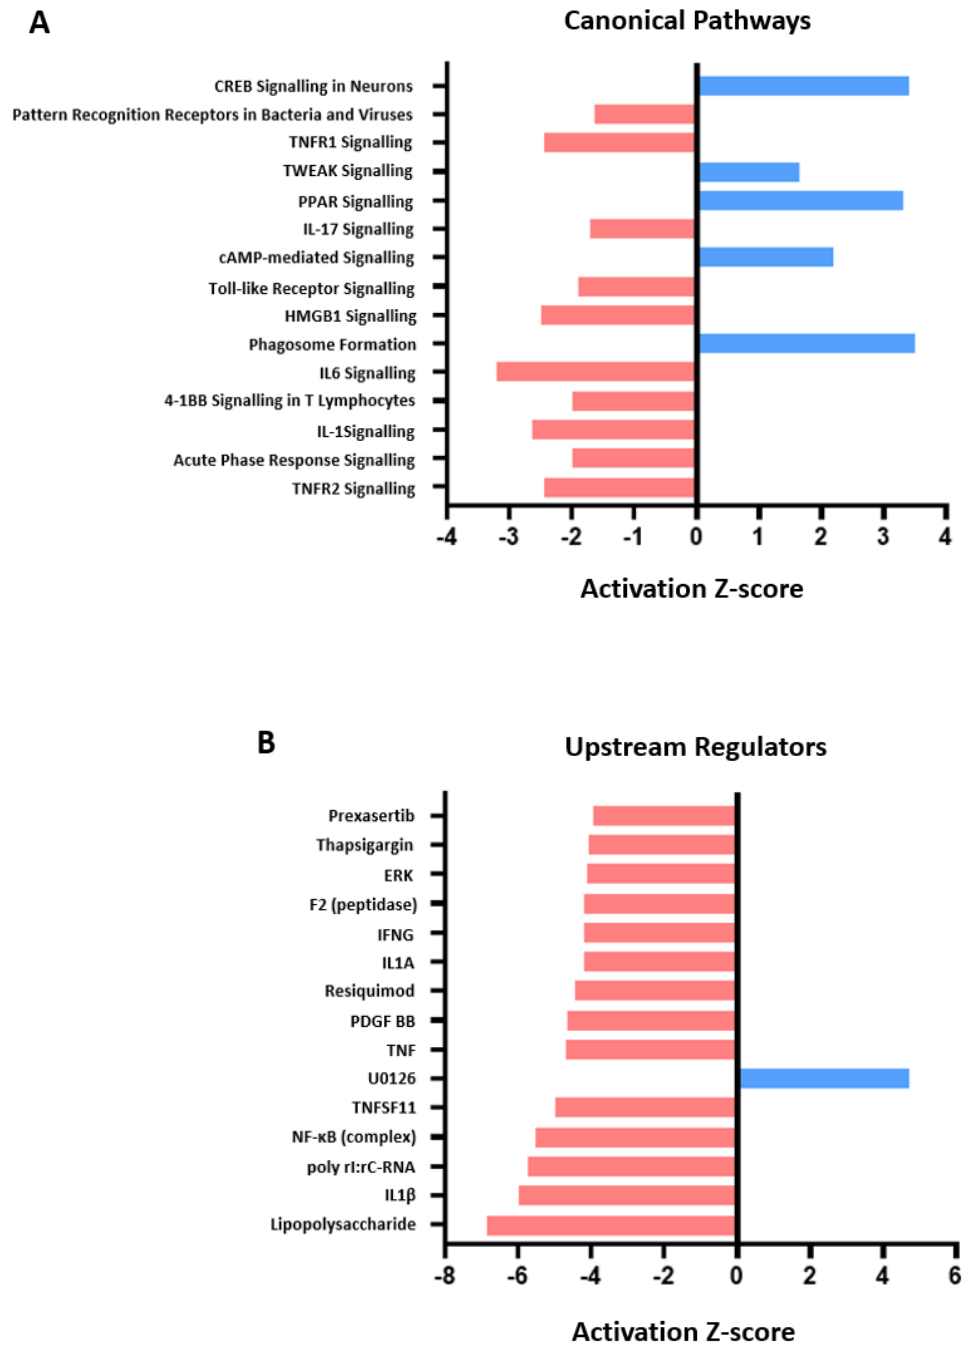 A
Canonical Pathways
CREB Signalling in Neurons
Pattern Recognition Receptors in Bacteria and Viruses
TNFR1 Signalling
TWEAK Signalling
PPAR Signalling
IL-17 Signalling
cAMP-mediated Signalling
Toll-like Receptor Signalling
HMGB1 Signalling
Phagosome Formation
IL6 Signalling
4-1BB Signalling in T Lymphocytes
IL-1Signalling
Acute Phase Response Signalling
TNFR2 Signalling
-4 -3 -2 -1 0 1 2 3 4
Activation Z-score
B
Upstream Regulators
Prexasertib
Thapsigargin
ERK
F2 (peptidase)
IFNG
IL1A
Resiquimod
PDGF BB
TNF
U0126
TNFSF11
NF-κB (complex)
poly rI:rC-RNA
IL1β
Lipopolysaccharide
-8 -6 -4 -2 0 2 4 6
Activation Z-score